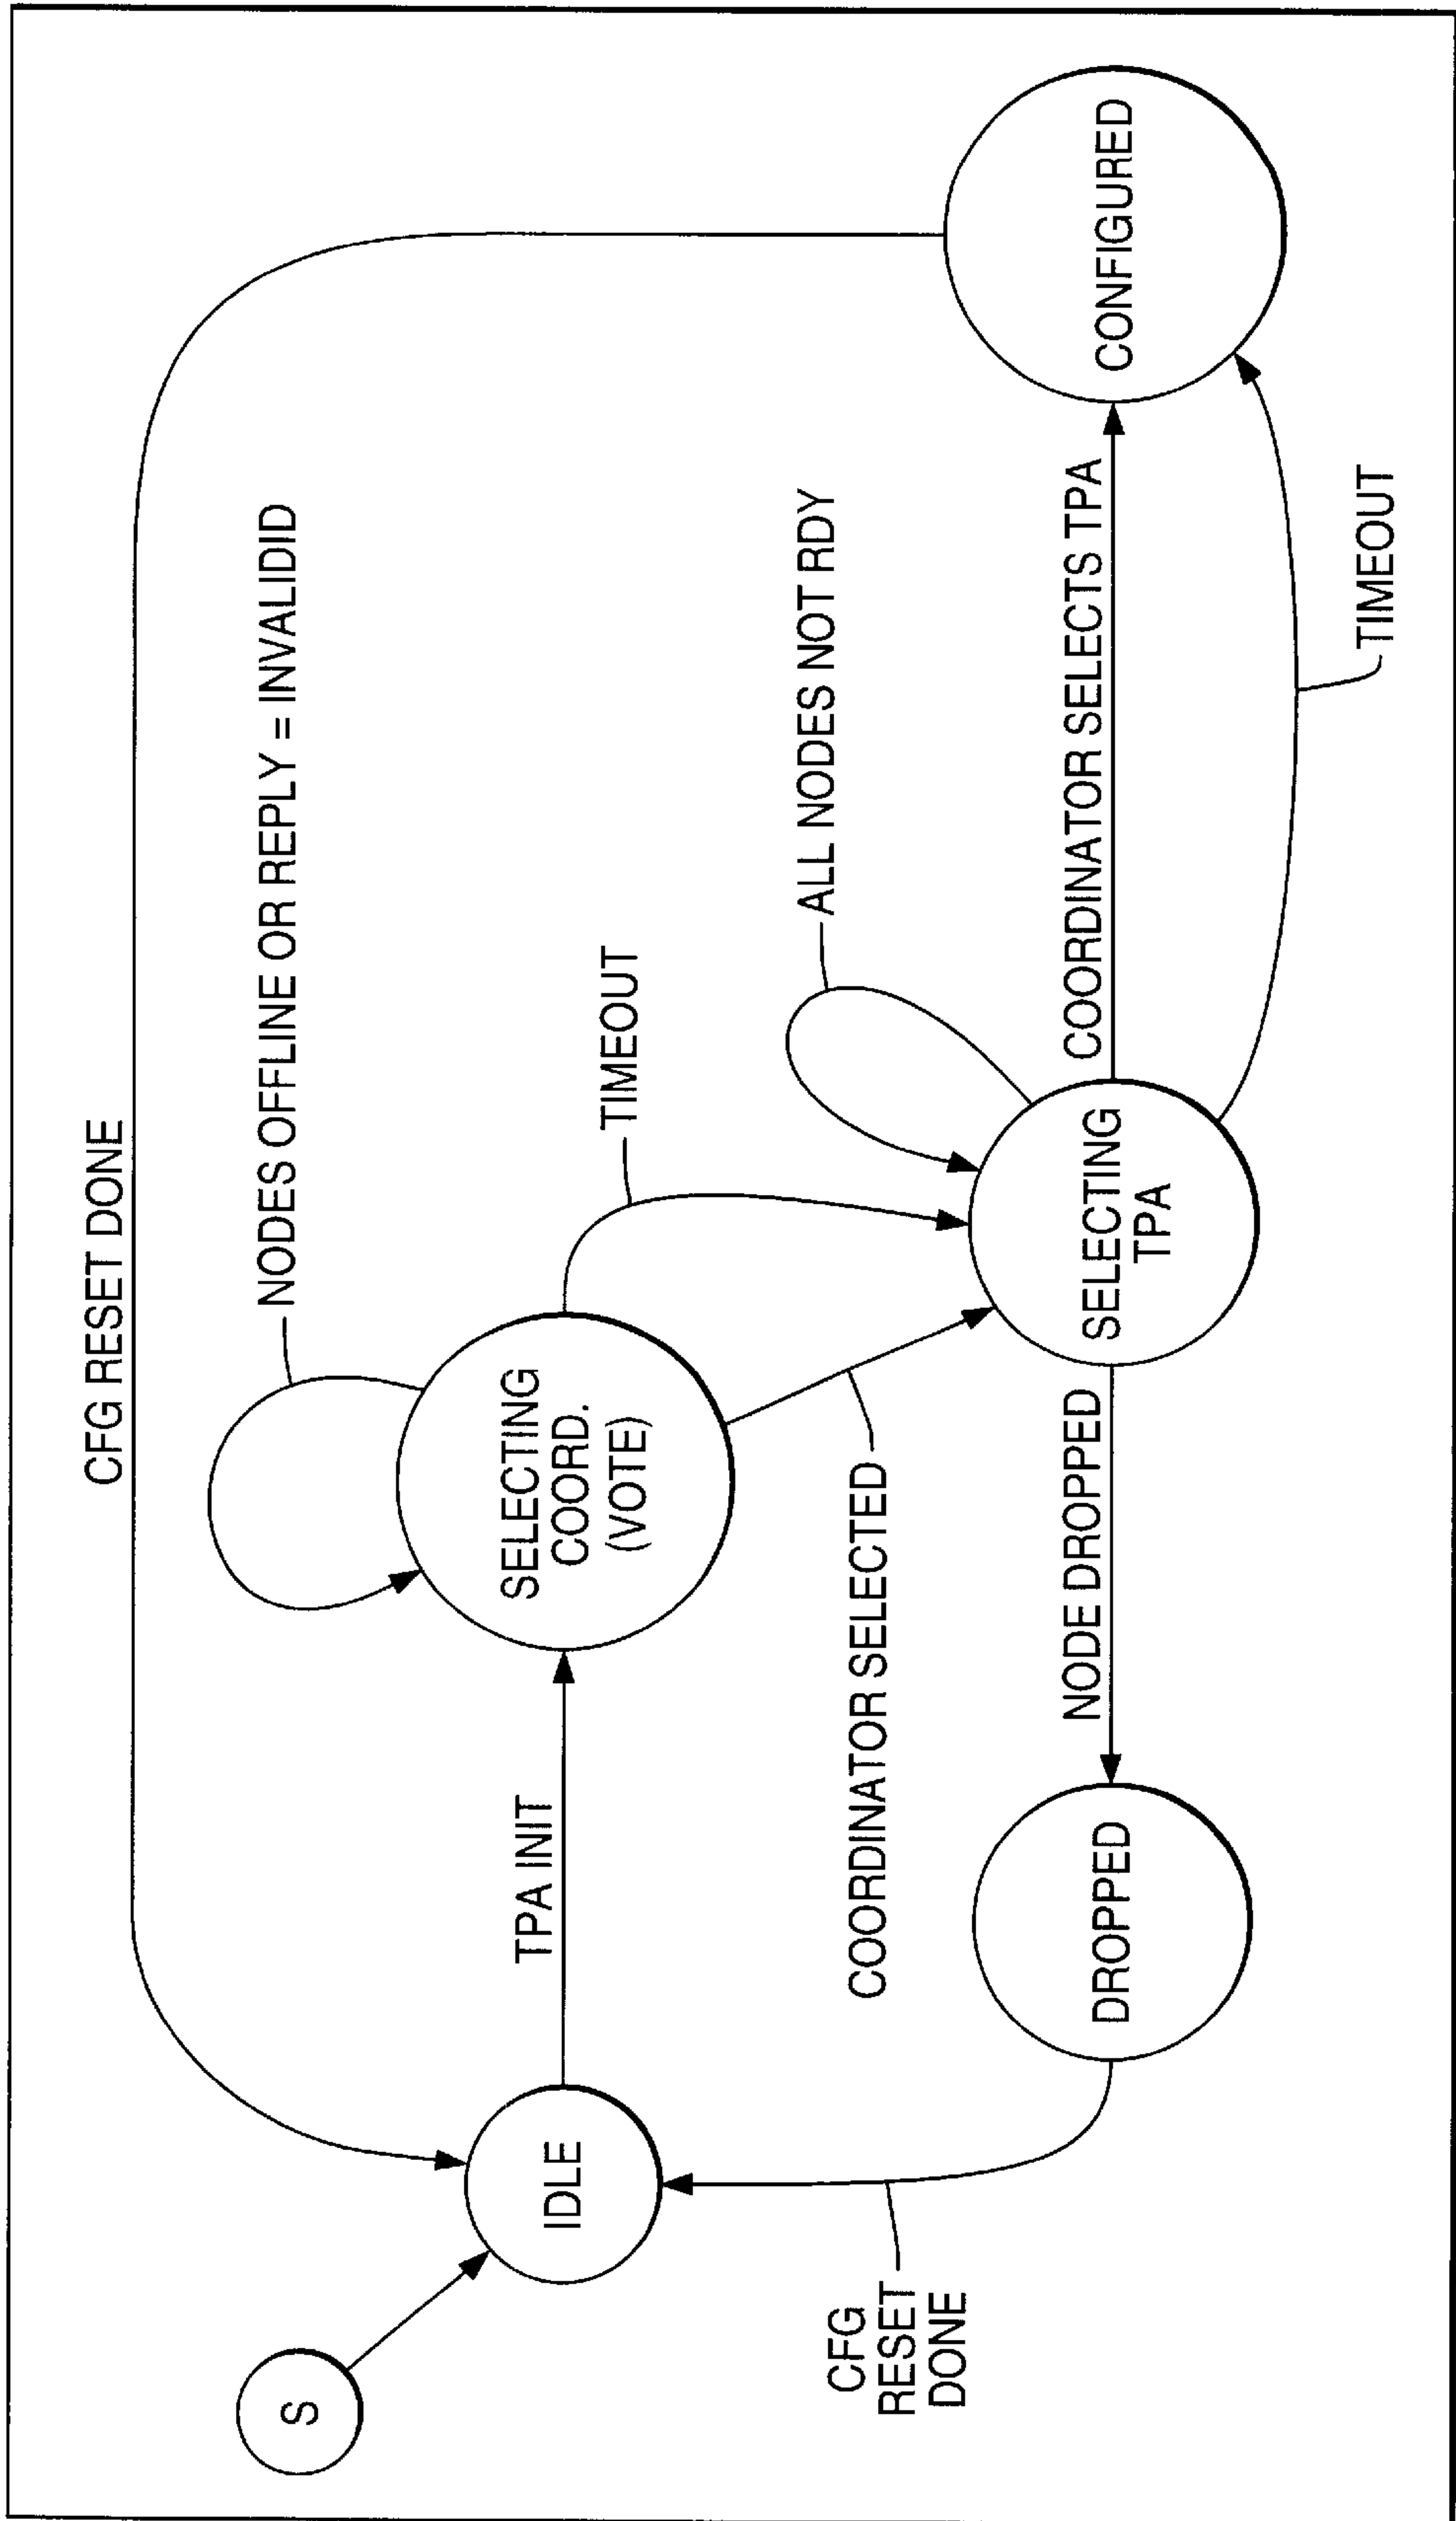 CFG RESET DONE
NODES OFFLINE OR REPLY = INVALIDID
S
IDLE
TPA INIT
SELECTING
COORD.
(VOTE)
TIMEOUT
ALL NODES NOT RDY
COORDINATOR SELECTED
CFG
RESET
DONE
DROPPED
NODE DROPPED
SELECTING
TPA
COORDINATOR SELECTS TPA
CONFIGURED
TIMEOUT